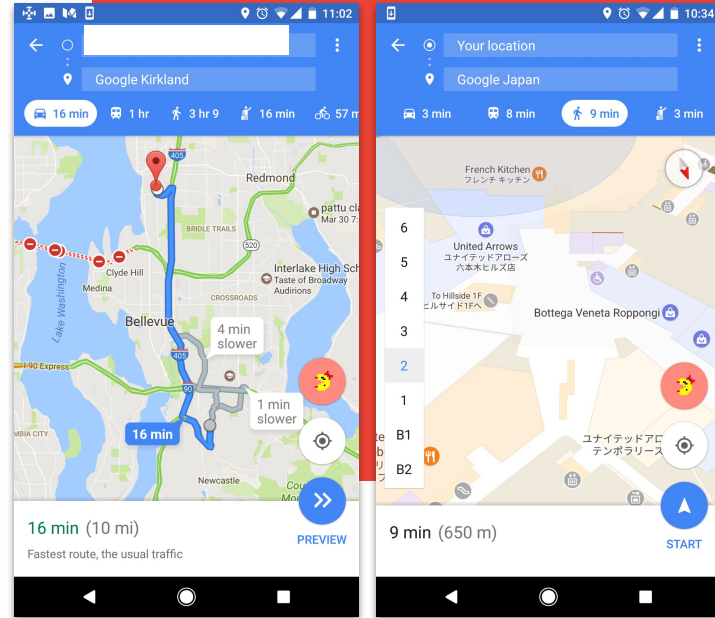 11:02
Google Kirkland
16 min
1 hr
3 hr 9
16 min
57 m
405
Redmond
pattu cla
Mar 30 7:
BRIDLE TRAILS
520
Interlake High Sch
Taste of Broadway
Audirions
Clyde Hill
Medina
CROSSROADS
Lake Washington
Bellevue
4 min
slower
405
I-90 Express
90
1 min
slower
MBIA CITY
16 min
Newcastle
Cou
16 min (10 mi)
Fastest route, the usual traffic
PREVIEW
10:34
Your location
Google Japan
3 min
8 min
9 min
3 min
French Kitchen
フレンチ キッチン
6
United Arrows
ユナイテッドアローズ
六本木ヒルズ店
5
4
To Hillside 1F
ヒルサイド1Fへ
Bottega Veneta Roppongi
3
2
1
B1
B2
ユナイテッドアロ
テンポラリース
9 min (650 m)
START